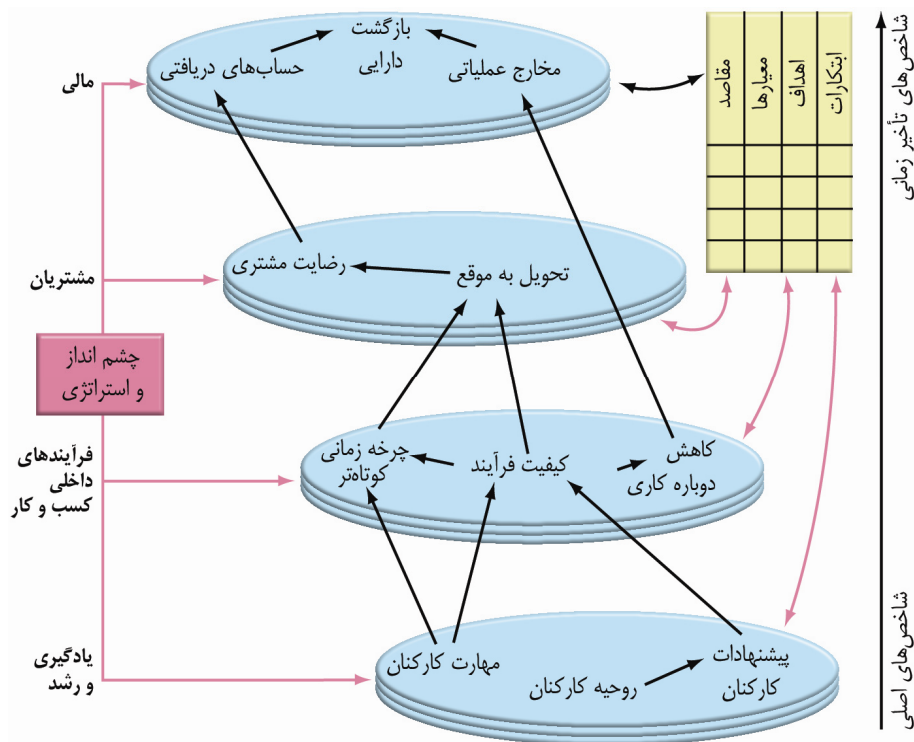 بازگشت
دارایی
حساب‌های دریافتی
مخارج عملیاتی
مالی
مقاصد
معیارها
اهداف
ابتکارات
شاخص‌های تأخیر زمانی
رضایت مشتری
تحویل به موقع
مشتریان
چشم انداز
و استراتژی
فرآیندهای
داخلی
کسب و کار
چرخه زمانی
کوتاه‌تر
کیفیت فرآیند
کاهش
دوباره کاری
یادگیری
و رشد
مهارت کارکنان
روحیه کارکنان
پیشنهادات
کارکنان
شاخص‌های اصلی